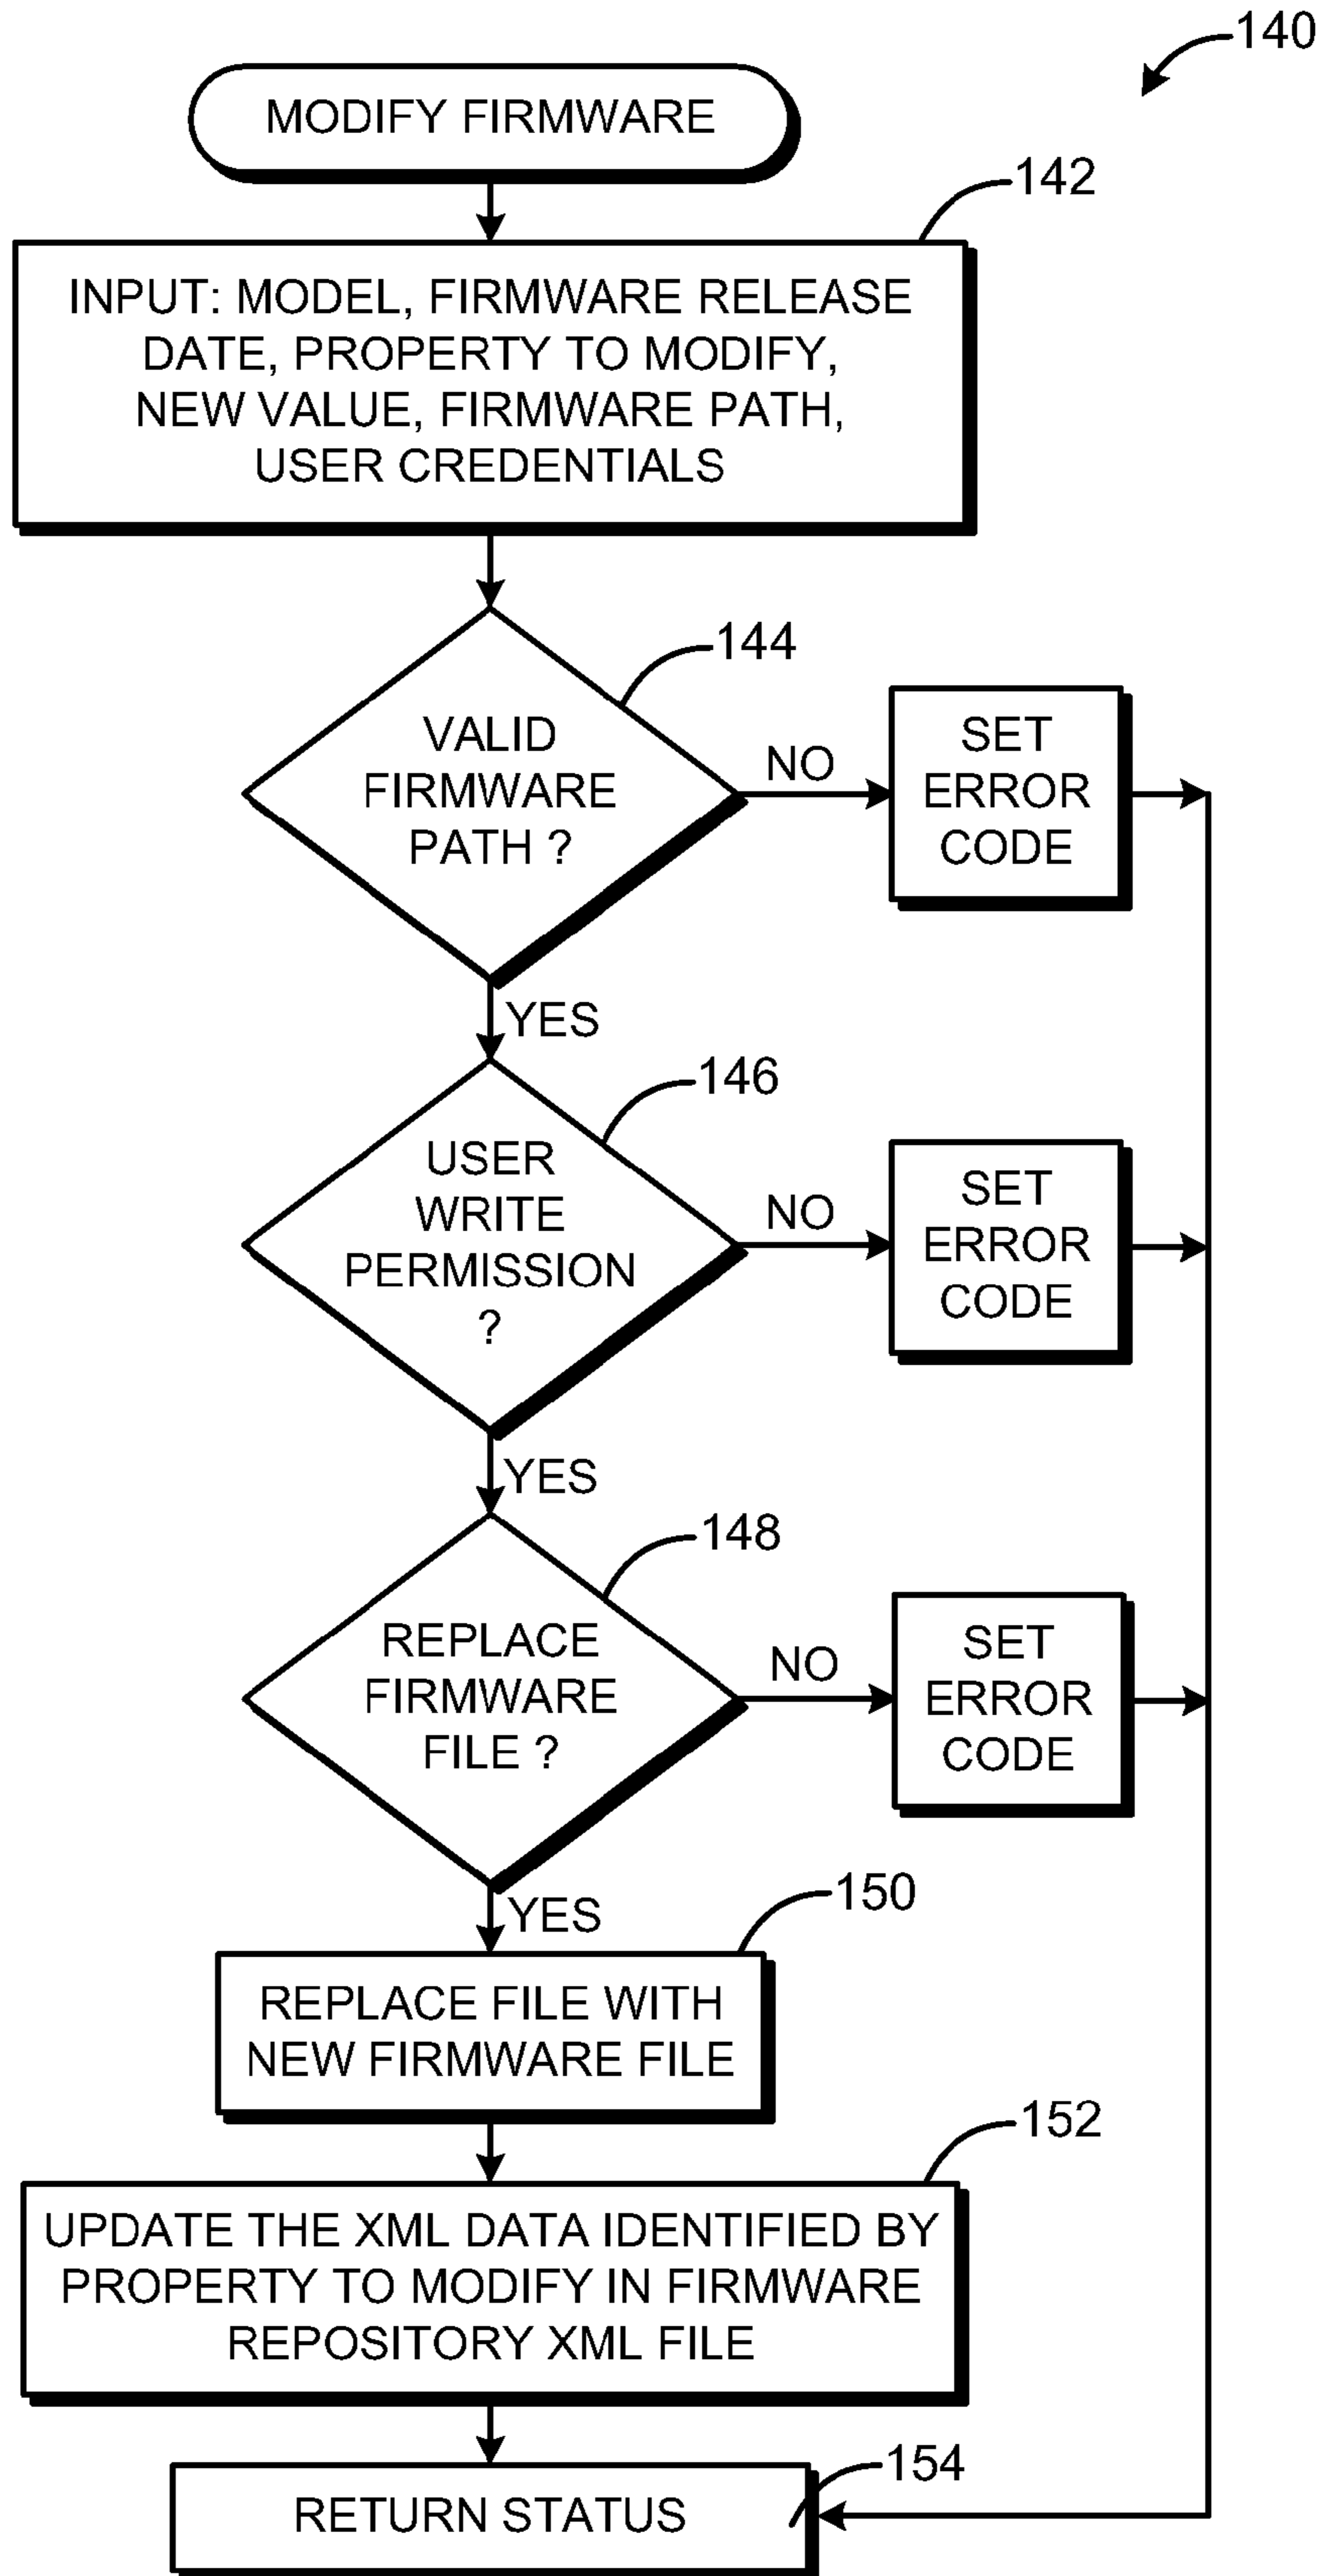 140
MODIFY FIRMWARE
142
INPUT: MODEL, FIRMWARE RELEASE
DATE, PROPERTY TO MODIFY,
NEW VALUE, FIRMWARE PATH,
USER CREDENTIALS
144
VALID
FIRMWARE
PATH ?
NO
SET
ERROR
CODE
YES
146
USER
WRITE
PERMISSION
?
NO
SET
ERROR
CODE
YES
148
REPLACE
FIRMWARE
FILE ?
NO
SET
ERROR
CODE
YES
150
REPLACE FILE WITH
NEW FIRMWARE FILE
152
UPDATE THE XML DATA IDENTIFIED BY
PROPERTY TO MODIFY IN FIRMWARE
REPOSITORY XML FILE
154
RETURN STATUS